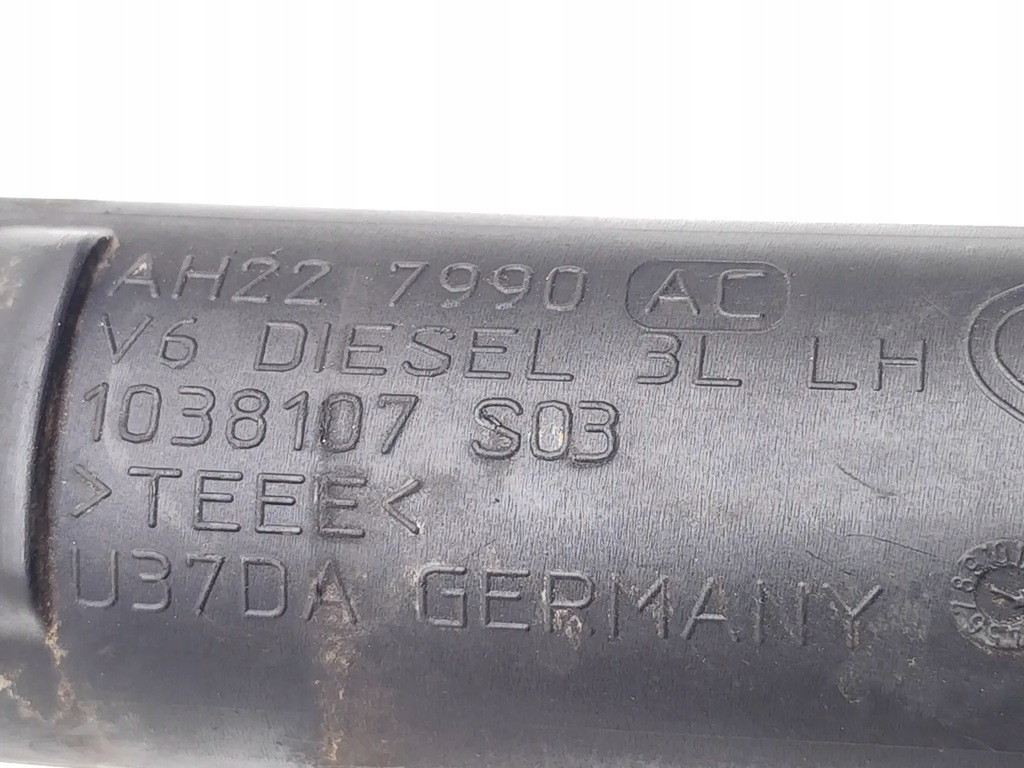 AH22 7990 AC
V6 DIESEL 3L LH
1038107 S03
>TEEE<
U37DA GERMANY